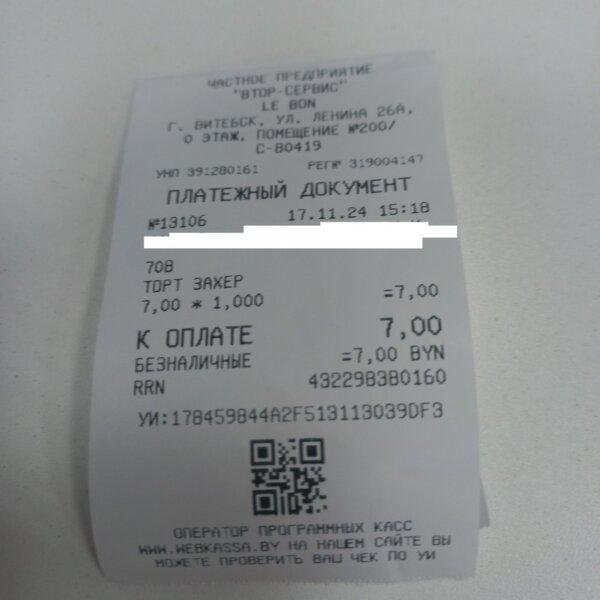 ЧАСТНОЕ ПРЕДПРИЯТИЕ
"ВТОР-СЕРВИС"
LE BON
Г. ВИТЕБСК, УЛ. ЛЕНИНА 26А,
0 ЭТАЖ, ПОМЕЩЕНИЕ №200/
С-80419
УНП 391280161 РЕГ№ 319004147
ПЛАТЕЖНЫЙ ДОКУМЕНТ
№13106 17.11.24 15:18
708
ТОРТ ЗАХЕР
7,00 * 1,000 =7,00
К ОПЛАТЕ 7,00
БЕЗНАЛИЧНЫЕ =7,00 BYN
RRN 432298380160
УИ:178459844A2F513113039DF3
ОПЕРАТОР ПРОГРАММНЫХ КАСС
WWW.WEBKASSA.BY НА НАШЕМ САЙТЕ ВЫ
МОЖЕТЕ ПРОВЕРИТЬ ВАШ ЧЕК ПО УИ